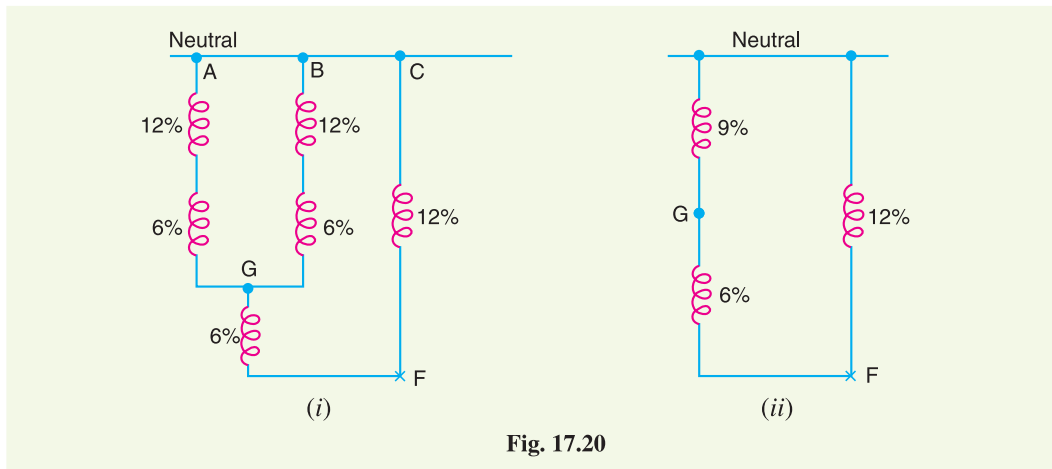 Neutral
A
B
C
12%
12%
6%
6%
12%
G
6%
F
(i)
Neutral
9%
G
12%
6%
F
(ii)
Fig. 17.20